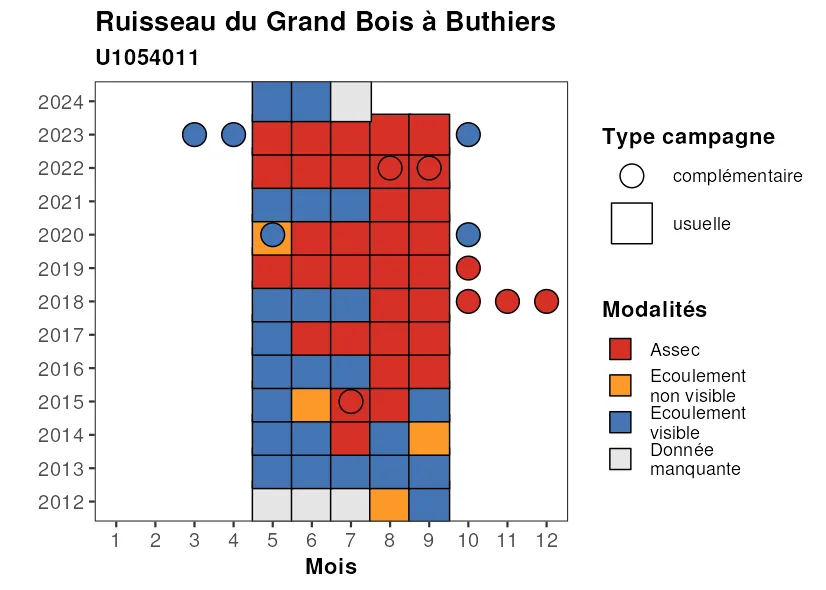 Ruisseau du Grand Bois à Buthiers
U1054011
2024
2023
2022
2021
2020
2019
2018
2017
2016
2015
2014
2013
2012
1 2 3 4 5 6 7 8 9 10 11 12
Mois
Type campagne
complémentaire
usuelle
Modalités
Assec
Ecoulement
non visible
Ecoulement
visible
Donnée
manquante